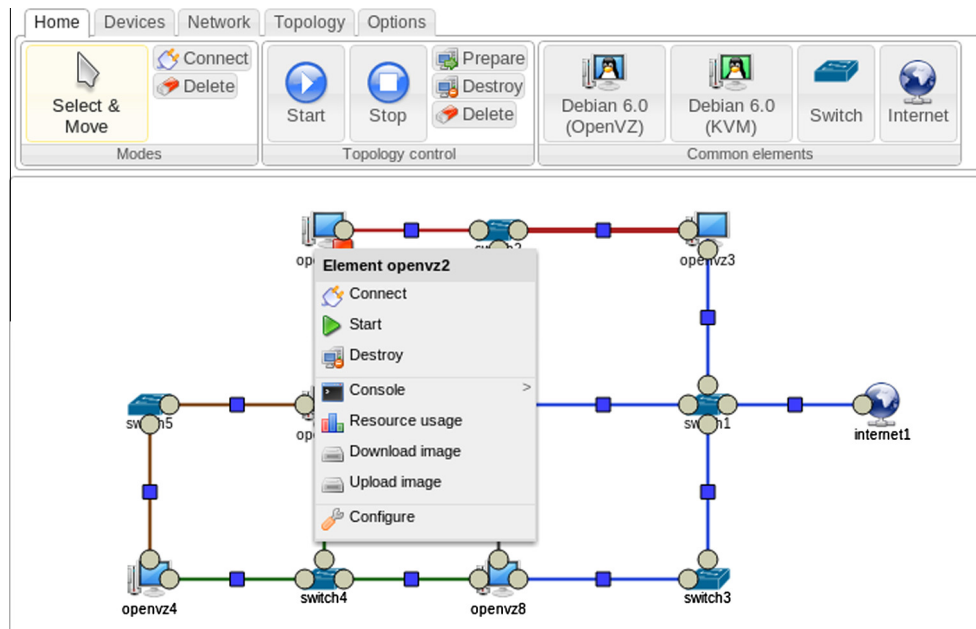 Home Devices Network Topology Options
Select & Move
Connect
Delete
Modes
Start
Stop
Prepare
Destroy
Delete
Topology control
Debian 6.0 (OpenVZ)
Debian 6.0 (KVM)
Switch
Internet
Common elements
openvz3
Element openvz2
Connect
Start
Destroy
Console >
Resource usage
Download image
Upload image
Configure
internet1
openvz4
switch4
openvz8
switch3